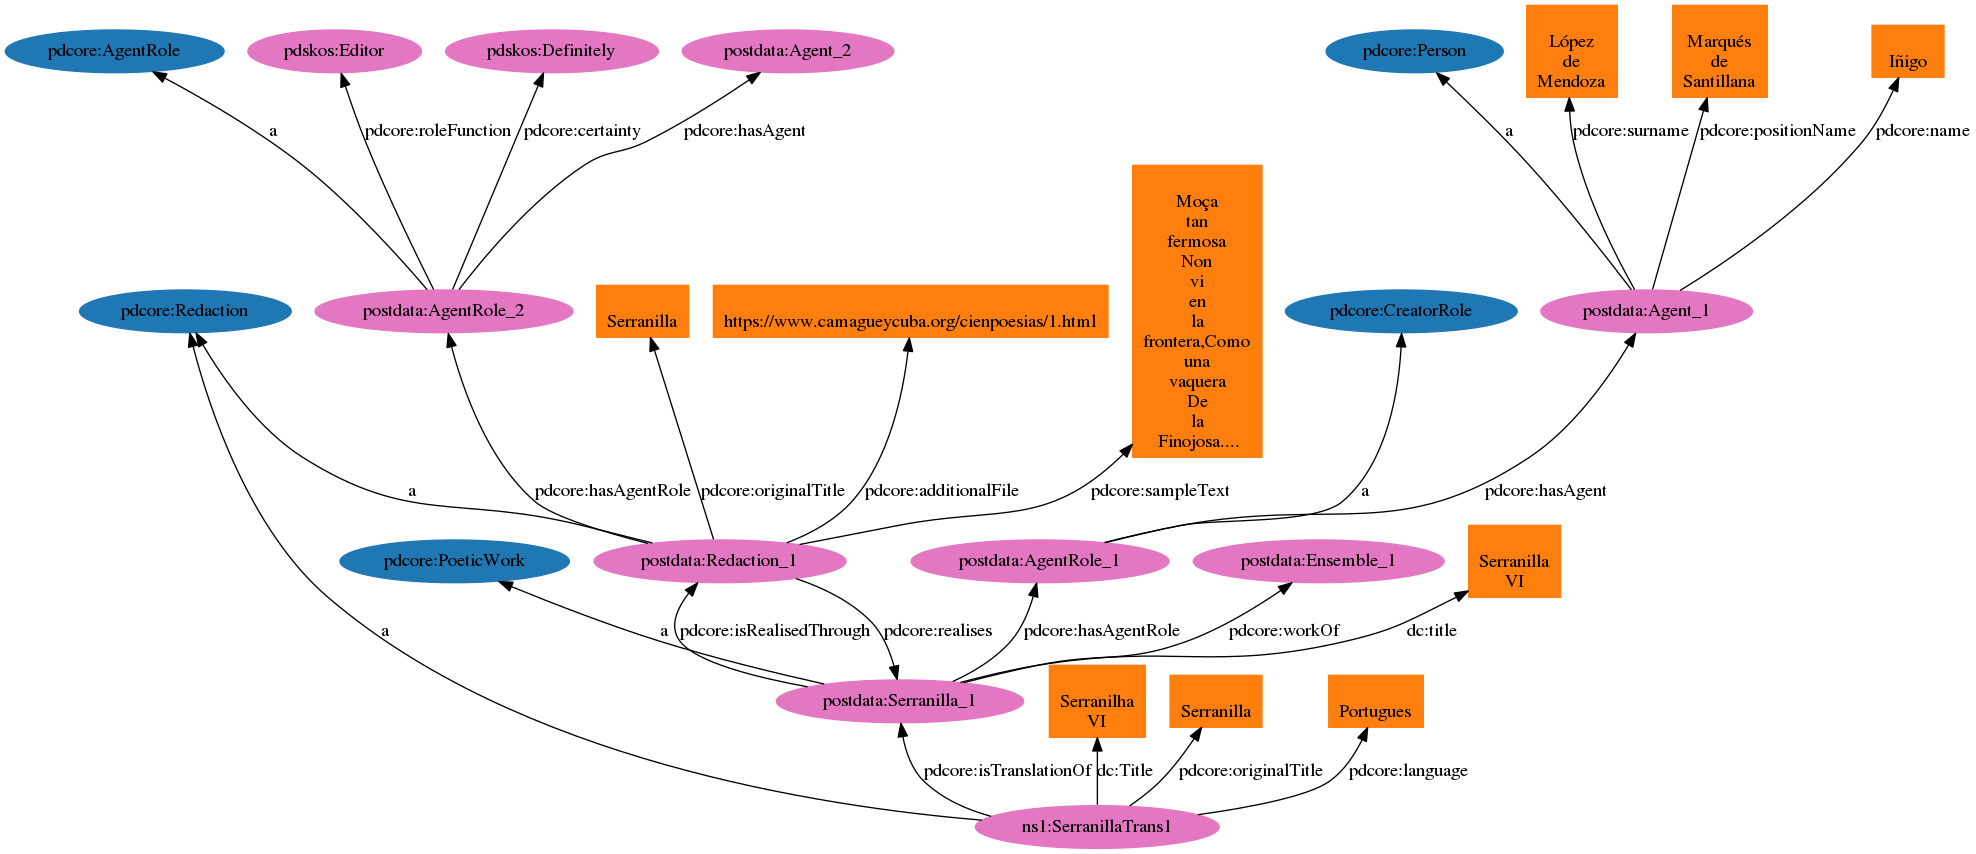 pdcore:AgentRole
pdskos:Editor
pdskos:Definitely
postdata:Agent_2
pdcore:Person
López
de
Mendoza
Marqués
de
Santillana
Iñigo
a
pdcore:roleFunction
pdcore:certainty
pdcore:hasAgent
a
pdcore:surname
pdcore:positionName
pdcore:name
Moça
tan
fermosa
Non
vi
en
la
frontera,Como
una
vaquera
De
la
Finojosa....
pdcore:Redaction
postdata:AgentRole_2
Serranilla
https://www.camagueycuba.org/cienpoesias/1.html
pdcore:CreatorRole
postdata:Agent_1
a
pdcore:hasAgentRole
pdcore:originalTitle
pdcore:additionalFile
pdcore:sampleText
a
pdcore:hasAgent
pdcore:PoeticWork
postdata:Redaction_1
postdata:AgentRole_1
postdata:Ensemble_1
Serranilla
VI
a
a
pdcore:isRealisedThrough
pdcore:realises
pdcore:hasAgentRole
pdcore:workOf
dc:title
postdata:Serranilla_1
Serranilha
VI
Serranilla
Portugues
pdcore:isTranslationOf
dc:Title
pdcore:originalTitle
pdcore:language
ns1:SerranillaTrans1